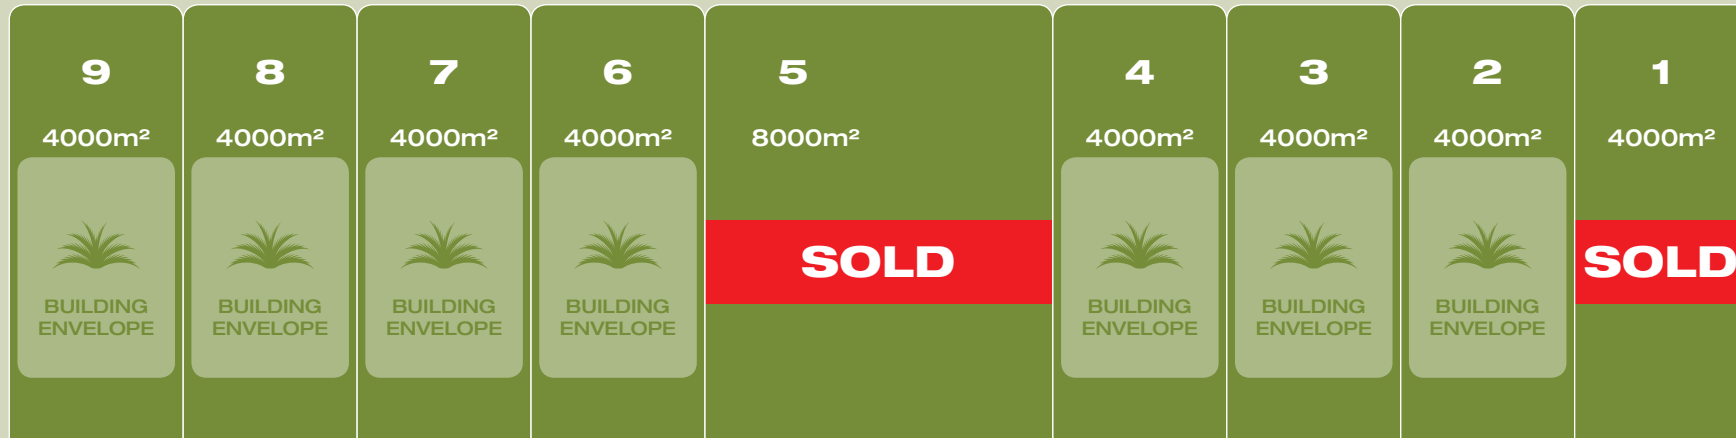 9
4000m²
BUILDING
ENVELOPE
8
4000m²
BUILDING
ENVELOPE
7
4000m²
BUILDING
ENVELOPE
6
4000m²
BUILDING
ENVELOPE
5
8000m²
SOLD
4
4000m²
BUILDING
ENVELOPE
3
4000m²
BUILDING
ENVELOPE
2
4000m²
BUILDING
ENVELOPE
1
4000m²
SOLD